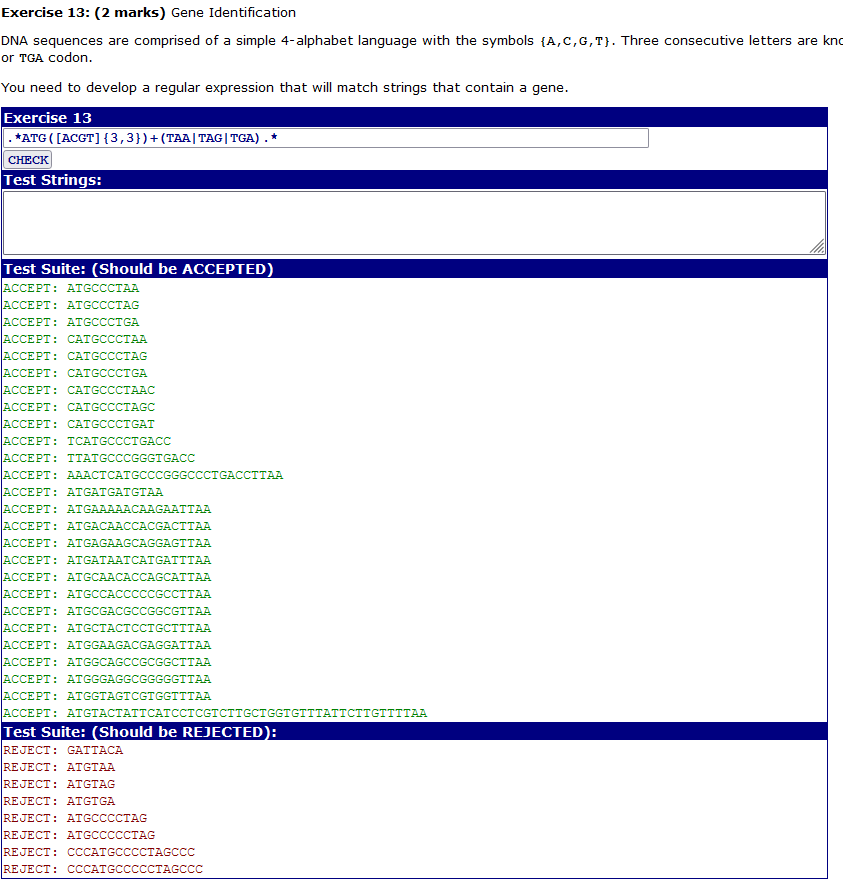 Exercise 13: (2 marks) Gene Identification
DNA sequences are comprised of a simple 4-alphabet language with the symbols {A,C,G,T}. Three consecutive letters are kno
or TGA codon.
You need to develop a regular expression that will match strings that contain a gene.
Exercise 13
.*ATG([ACGT]{3,3})+(TAA|TAG|TGA).*
CHECK
Test Strings:
Test Suite: (Should be ACCEPTED)
ACCEPT: ATGCCCTAA
ACCEPT: ATGCCCTAG
ACCEPT: ATGCCCTGA
ACCEPT: CATGCCCTAA
ACCEPT: CATGCCCTAG
ACCEPT: CATGCCCTGA
ACCEPT: CATGCCCTAAC
ACCEPT: CATGCCCTAGC
ACCEPT: CATGCCCTGAT
ACCEPT: TCATGCCCTGACC
ACCEPT: TTATGCCCGGGTGACC
ACCEPT: AAACTCATGCCCGGGCCCTGACCTTAA
ACCEPT: ATGATGATGTAA
ACCEPT: ATGAAAAACAAGAATTAA
ACCEPT: ATGACAACCACGACTTAA
ACCEPT: ATGAGAAGCAGGAGTTAA
ACCEPT: ATGATAATCATGATTTAA
ACCEPT: ATGCAACACCAGCATTAA
ACCEPT: ATGCCACCCCCGCCTTAA
ACCEPT: ATGCGACGCCGGCGTTAA
ACCEPT: ATGCTACTCCTGCTTTAA
ACCEPT: ATGGAAGACGAGGATTAA
ACCEPT: ATGGCAGCCGCGGCTTAA
ACCEPT: ATGGGAGGCGGGGGTTAA
ACCEPT: ATGGTAGTCGTGGTTTAA
ACCEPT: ATGTACTATTCATCCTCGTCTTGCTGGTGTTTATTCTTGTTTTAA
Test Suite: (Should be REJECTED):
REJECT: GATTACA
REJECT: ATGTAA
REJECT: ATGTAG
REJECT: ATGTGA
REJECT: ATGCCCCTAG
REJECT: ATGCCCCCTAG
REJECT: CCCATGCCCCTAGCCC
REJECT: CCCATGCCCCCTAGCCC